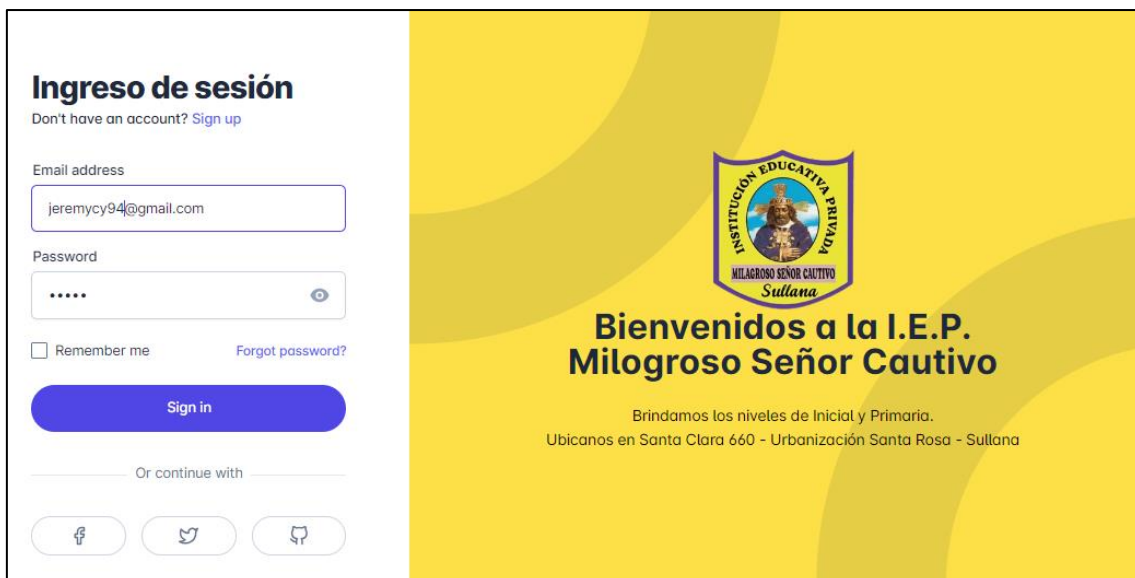 Ingreso de sesión
Don't have an account? Sign up
Email address
jeremycy94@gmail.com
Password
•••••
Remember me
Forgot password?
Sign in
Or continue with
INSTITUCIÓN EDUCATIVA PRIVADA
MILAGROSO SEÑOR CAUTIVO
Sullana
Bienvenidos a la I.E.P.
Milogroso Señor Cautivo
Brindamos los niveles de Inicial y Primaria.
Ubicanos en Santa Clara 660 - Urbanización Santa Rosa - Sullana